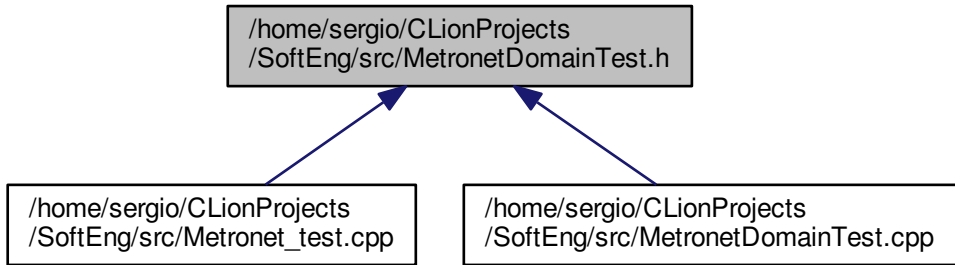 /home/sergio/CLionProjects
/SoftEng/src/MetronetDomainTest.h
/home/sergio/CLionProjects
/SoftEng/src/Metronet_test.cpp
/home/sergio/CLionProjects
/SoftEng/src/MetronetDomainTest.cpp